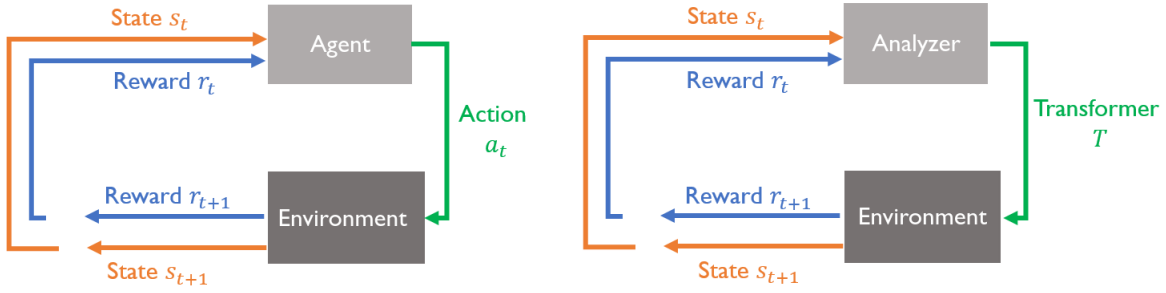 State s_t
Agent
Reward r_t
Action
a_t
Reward r_{t+1}
Environment
State s_{t+1}
State s_t
Analyzer
Reward r_t
Transformer
T
Reward r_{t+1}
Environment
State s_{t+1}